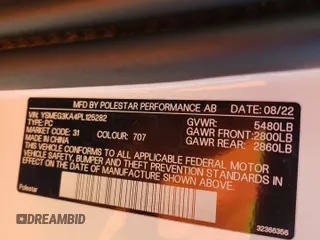 MFD BY POLESTAR PERFORMANCE AB DATE: 08/22
VIN: YSMEG3KA4PL125282 GVWR: 5480LB
TYPE: PC GAWR FRONT: 2800LB
MARKET CODE: 31 COLOUR: 707 GAWR REAR: 2860LB
MADE IN CHINA
THIS VEHICLE CONFORMS TO ALL APPLICABLE FEDERAL MOTOR
VEHICLE SAFETY, BUMPER AND THEFT PREVENTION STANDARDS
IN EFFECT ON THE DATE OF MANUFACTURE SHOWN ABOVE
Polestar
32366356
DREAMBID